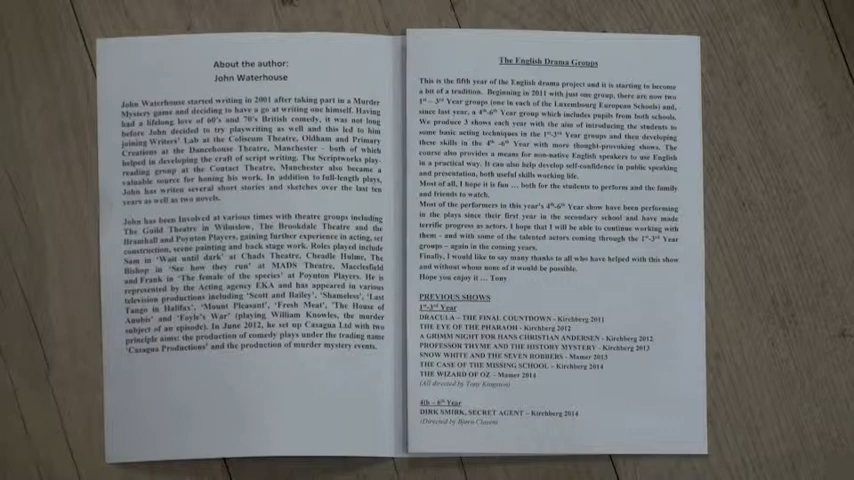 About the author:
John Waterhouse
John Waterhouse started writing in 2001 after taking part in a Murder
Mystery game and deciding to have a go at writing one himself. Having
had a lifelong love of 60's and 70's British comedy, it was not long
before John decided to try playwriting as well and this led to him
joining Writers' Lab at the Coliseum Theatre, Oldham and Primary
Creations at the Dancehouse Theatre, Manchester - both of which
helped in developing the craft of script writing. The Scriptworks play-
reading group at the Contact Theatre, Manchester also became a
valuable source for honing his work. In addition to full-length plays,
John has writen several short stories and sketches over the last ten
years as well as two novels.
John has been Involved at various times with theatre groups including
The Guild Theatre in Wilmslow, The Brookdale Theatre and the
Bramhall and Poynton Players, gaining further experience in acting, set
construction, scene painting and back stage work. Roles played include
Sam in 'Wait until dark' at Chads Theatre, Cheadle Hulme, The
Bishop in 'See how they run' at MADS Theatre, Macclesfield
and Frank in 'The female of the species' at Poynton Players. He is
represented by the Acting agency EKA and has appeared in various
television productions including 'Scott and Bailey', 'Shameless', 'Last
Tango in Halifax', 'Mount Pleasant', 'Fresh Meat', 'The House of
Anubis' and 'Foyle's War' (playing William Knowles, the murder
subject of an episode). In June 2012, he set up Casagua Ltd with two
principle aims: the production of comedy plays under the trading name
'Casagua Productions' and the production of murder mystery events.
The English Drama Groups
This is the fifth year of the English drama project and it is starting to become
a bit of a tradition. Beginning in 2011 with just one group, there are now two
1st – 3rd Year groups (one in each of the Luxembourg European Schools) and,
since last year, a 4th-6th Year group which includes pupils from both schools.
We produce 3 shows each year with the aim of introducing the students to
some basic acting techniques in the 1st-3rd Year groups and then developing
these skills in the 4th -6th Year with more thought-provoking shows. The
course also provides a means for non-native English speakers to use English
in a practical way. It can also help develop self-confidence in public speaking
and presentation, both useful skills working life.
Most of all, I hope it is fun … both for the students to perform and the family
and friends to watch.
Most of the performers in this year's 4th-6th Year show have been performing
in the plays since their first year in the secondary school and have made
terrific progress as actors. I hope that I will be able to continue working with
them – and with some of the talented actors coming through the 1st-3rd Year
groups – again in the coming years.
Finally, I would like to say many thanks to all who have helped with this show
and without whom none of it would be possible.
Hope you enjoy it … Tony
PREVIOUS SHOWS
1st-3rd Year
DRACULA – THE FINAL COUNTDOWN - Kirchberg 2011
THE EYE OF THE PHARAOH - Kirchberg 2012
A GRIMM NIGHT FOR HANS CHRISTIAN ANDERSEN - Kirchberg 2012
PROFESSOR THYME AND THE HISTORY MYSTERY - Kirchberg 2013
SNOW WHITE AND THE SEVEN ROBBERS - Mamer 2013
THE CASE OF THE MISSING SCHOOL – Kirchberg 2014
THE WIZARD OF OZ – Mamer 2014
(All directed by Tony Kingston)
4th – 6th Year
DIRK SMIRK, SECRET AGENT – Kirchberg 2014
(Directed by Bjorn Clasen)